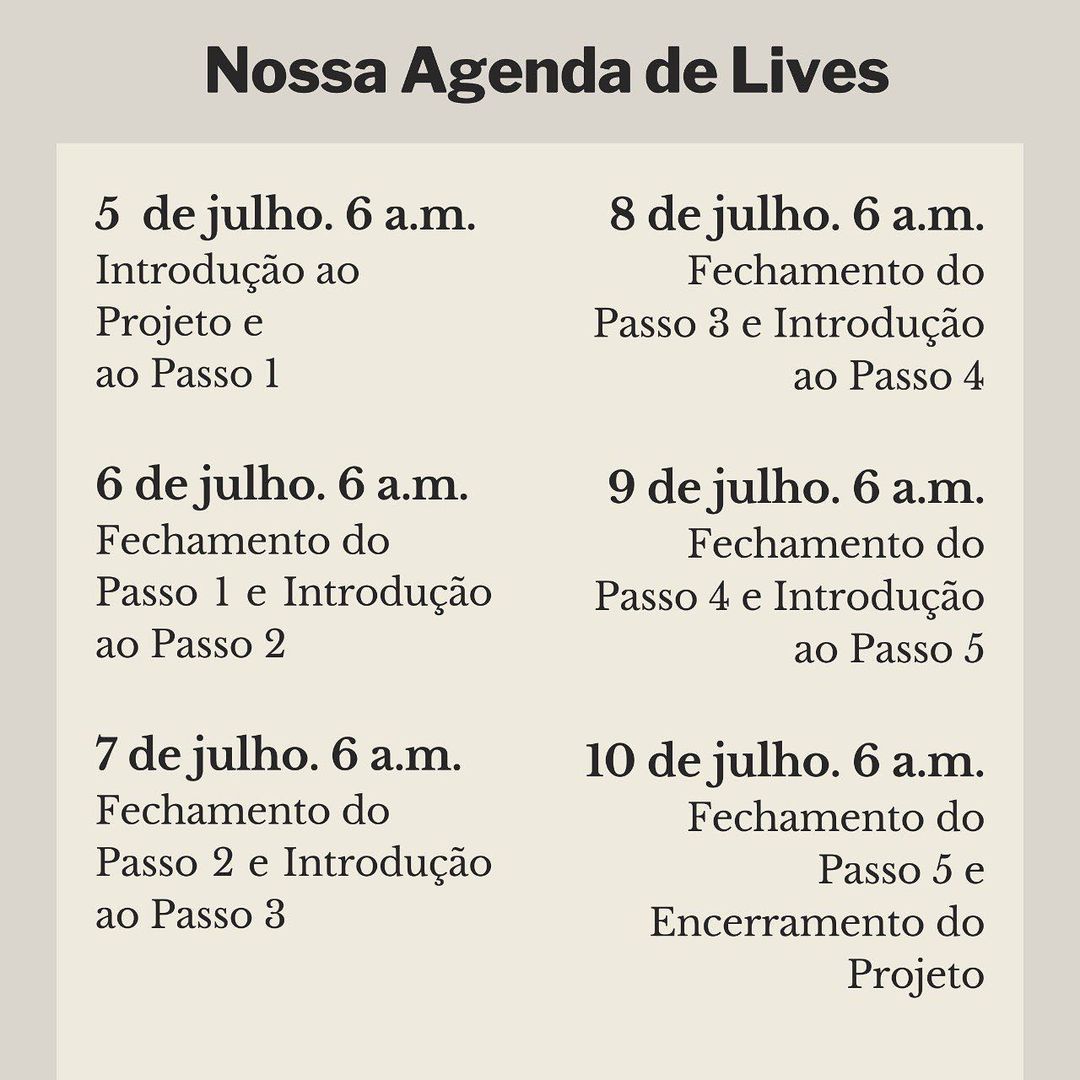 Nossa Agenda de Lives
5 de julho. 6 a.m.
Introdução ao
Projeto e
ao Passo 1
6 de julho. 6 a.m.
Fechamento do
Passo 1 e Introdução
ao Passo 2
7 de julho. 6 a.m.
Fechamento do
Passo 2 e Introdução
ao Passo 3
8 de julho. 6 a.m.
Fechamento do
Passo 3 e Introdução
ao Passo 4
9 de julho. 6 a.m.
Fechamento do
Passo 4 e Introdução
ao Passo 5
10 de julho. 6 a.m.
Fechamento do
Passo 5 e
Encerramento do
Projeto